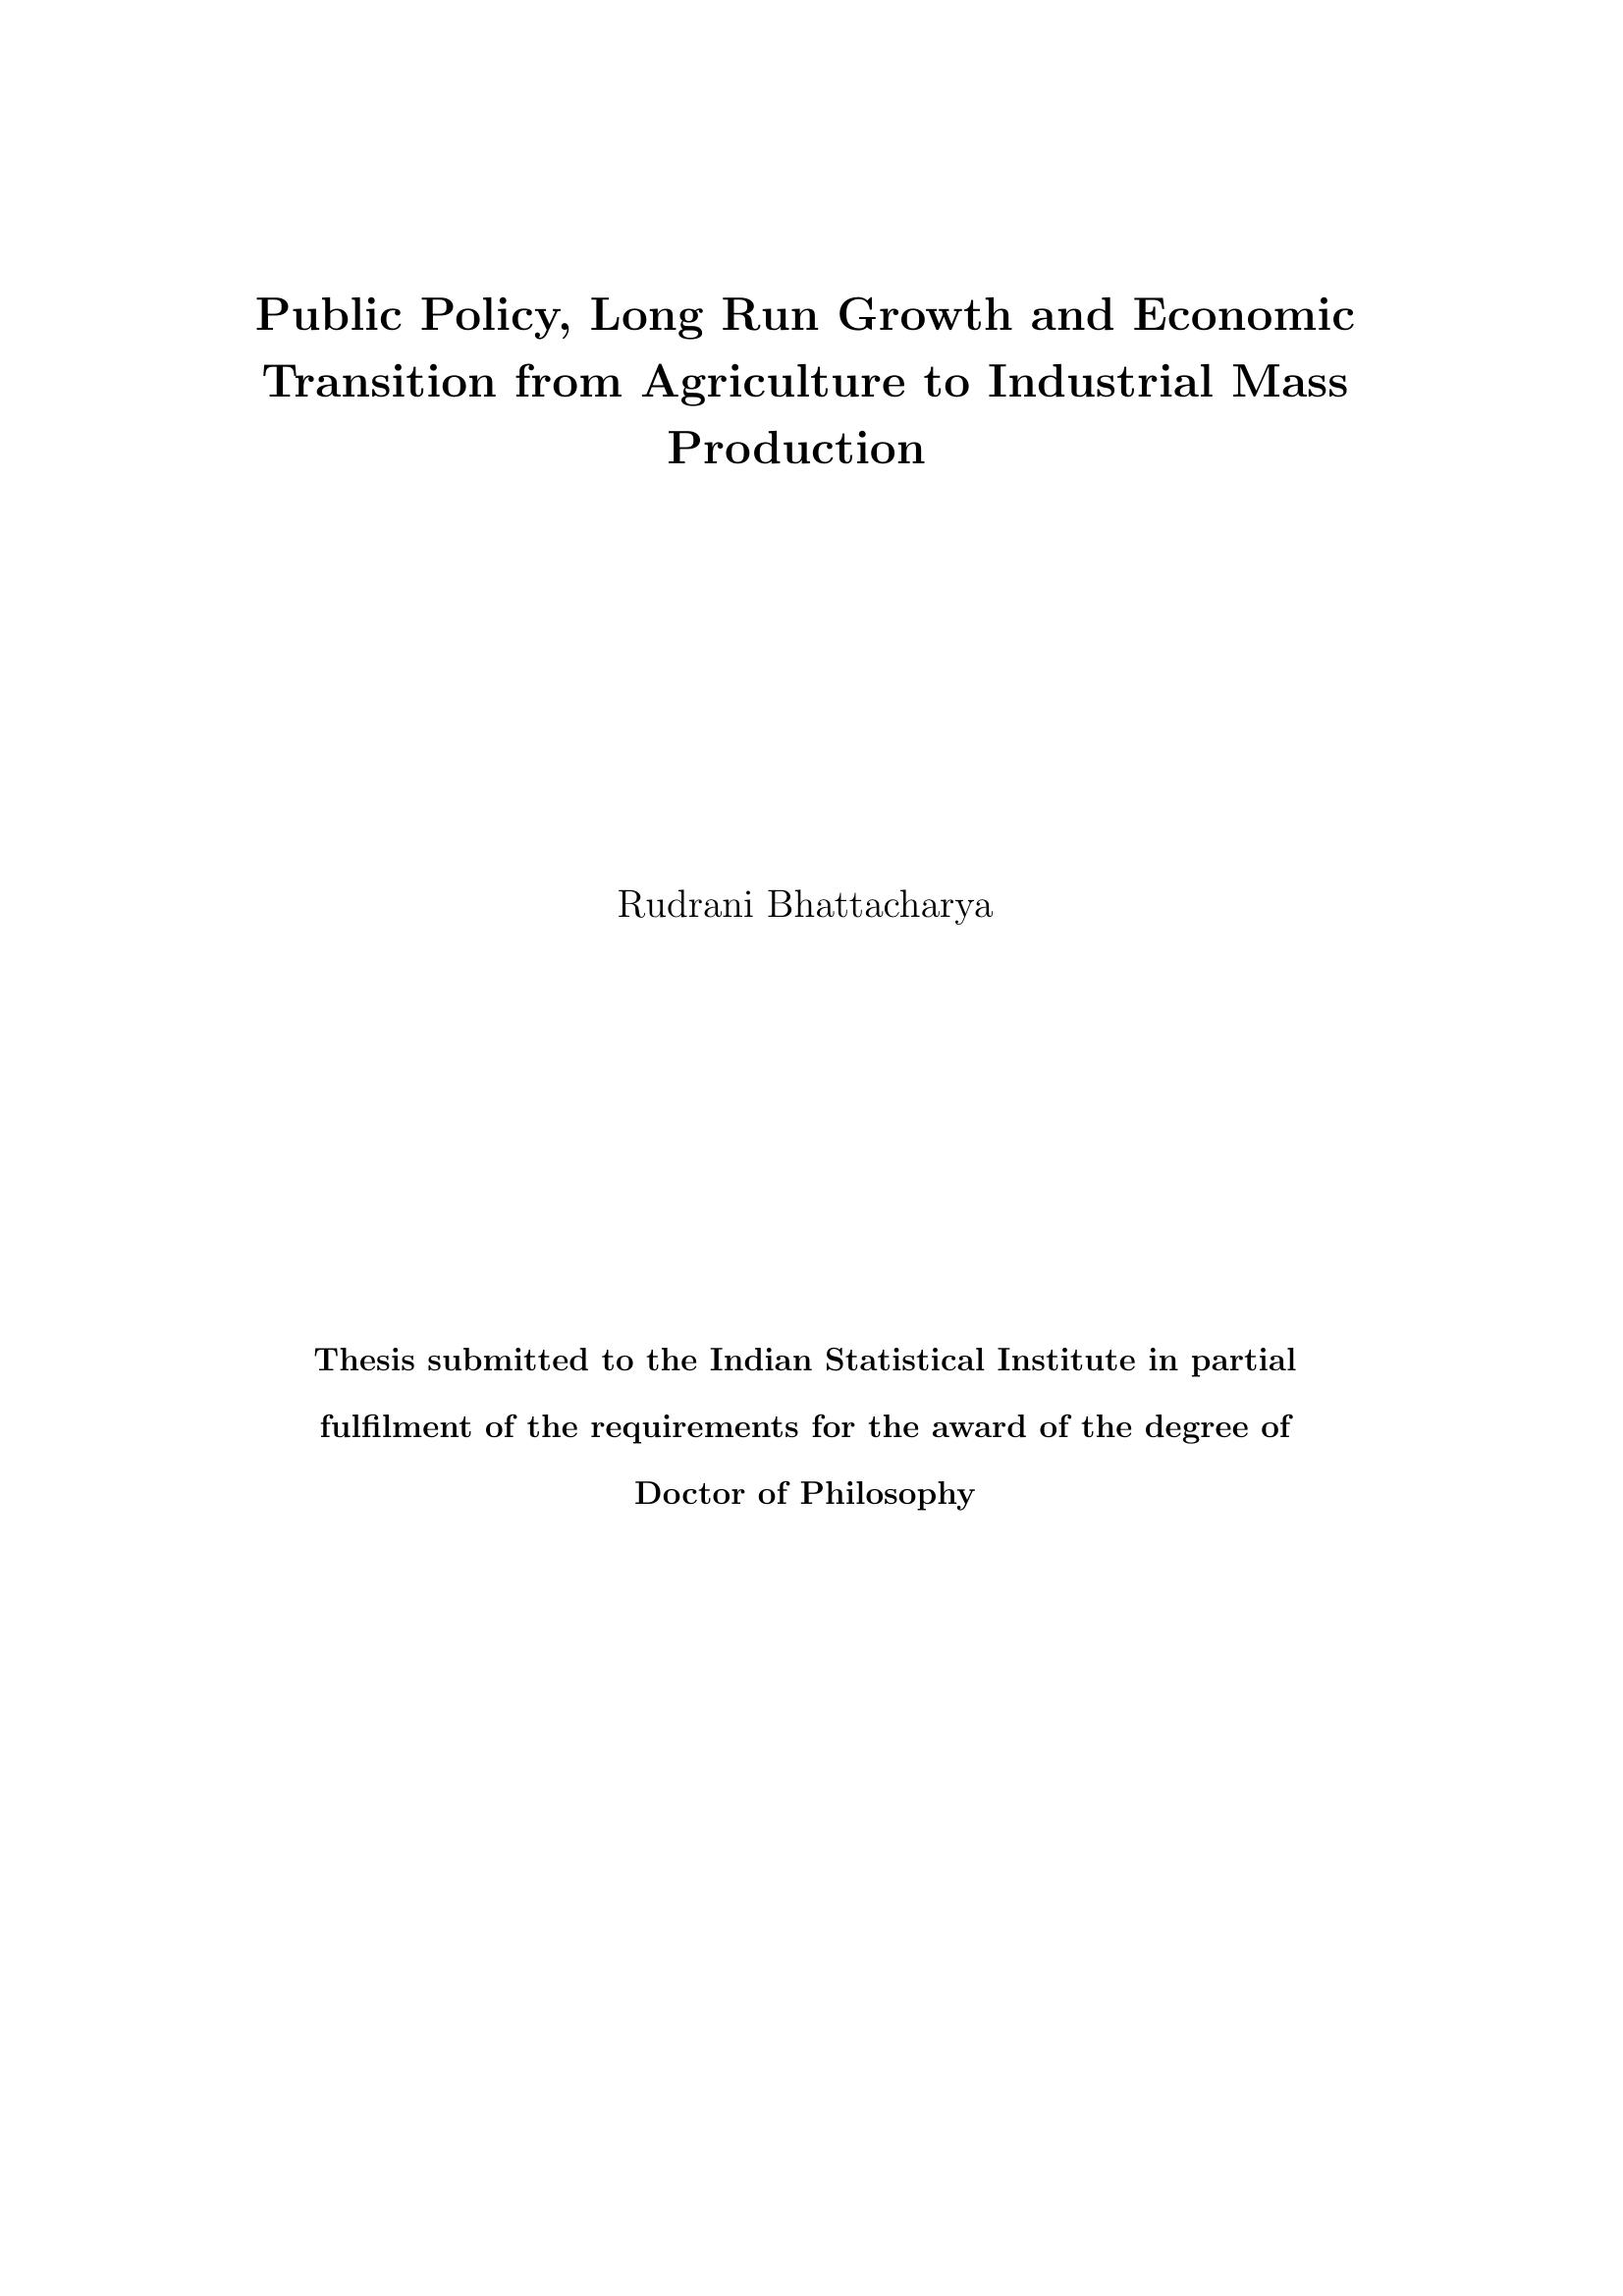 Public Policy, Long Run Growth and Economic
Transition from Agriculture to Industrial Mass
Production
Rudrani Bhattacharya
Thesis submitted to the Indian Statistical Institute in partial
fulfilment of the requirements for the award of the degree of
Doctor of Philosophy